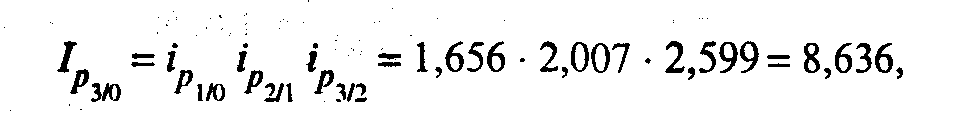 I_{p_{3/0}} = i_{p_{1/0}} i_{p_{2/1}} i_{p_{3/2}} = 1,656 · 2,007 · 2,599 = 8,636,